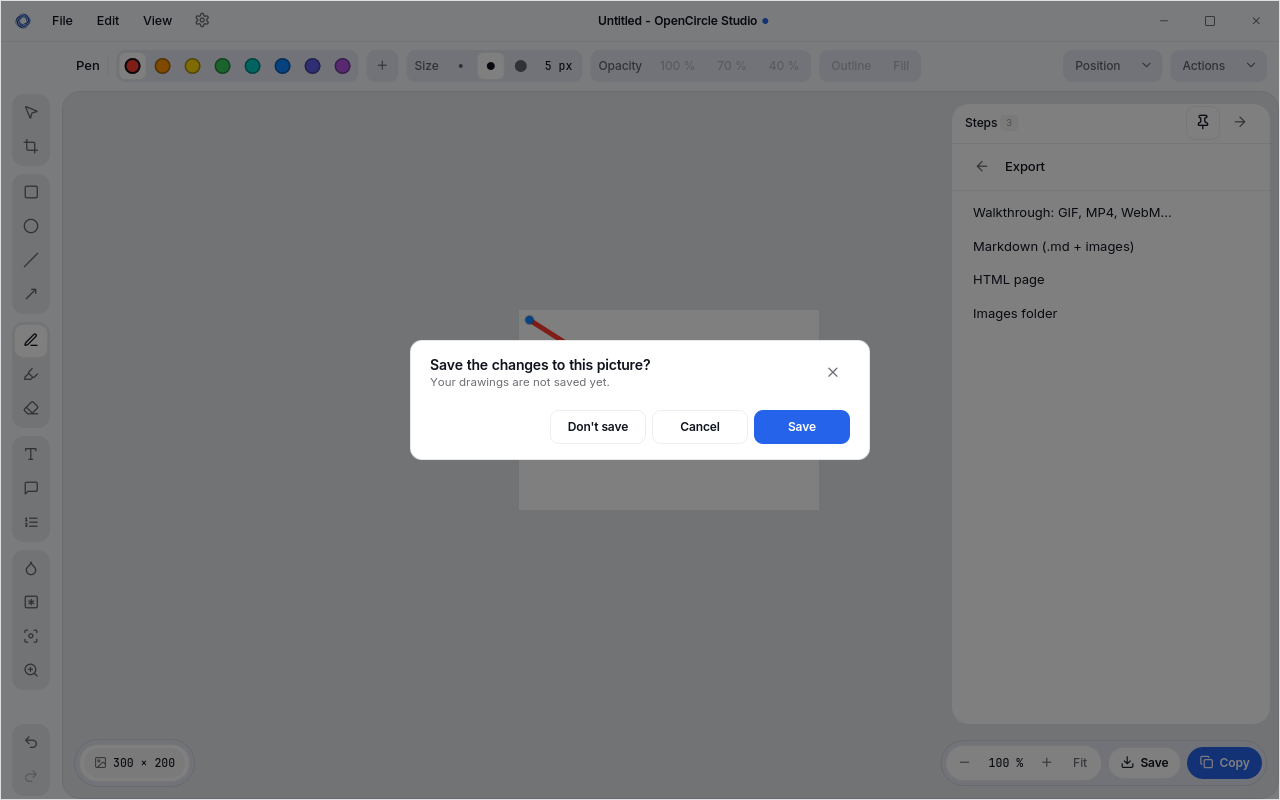 File Edit View Untitled - OpenCircle Studio
Pen Size 5 px Opacity 100 % 70 % 40 % Outline Fill Position Actions
Steps 3
Export
Walkthrough: GIF, MP4, WebM...
Markdown (.md + images)
HTML page
Images folder
Save the changes to this picture?
Your drawings are not saved yet.
Don't save Cancel Save
300 × 200 100 % Fit Save Copy